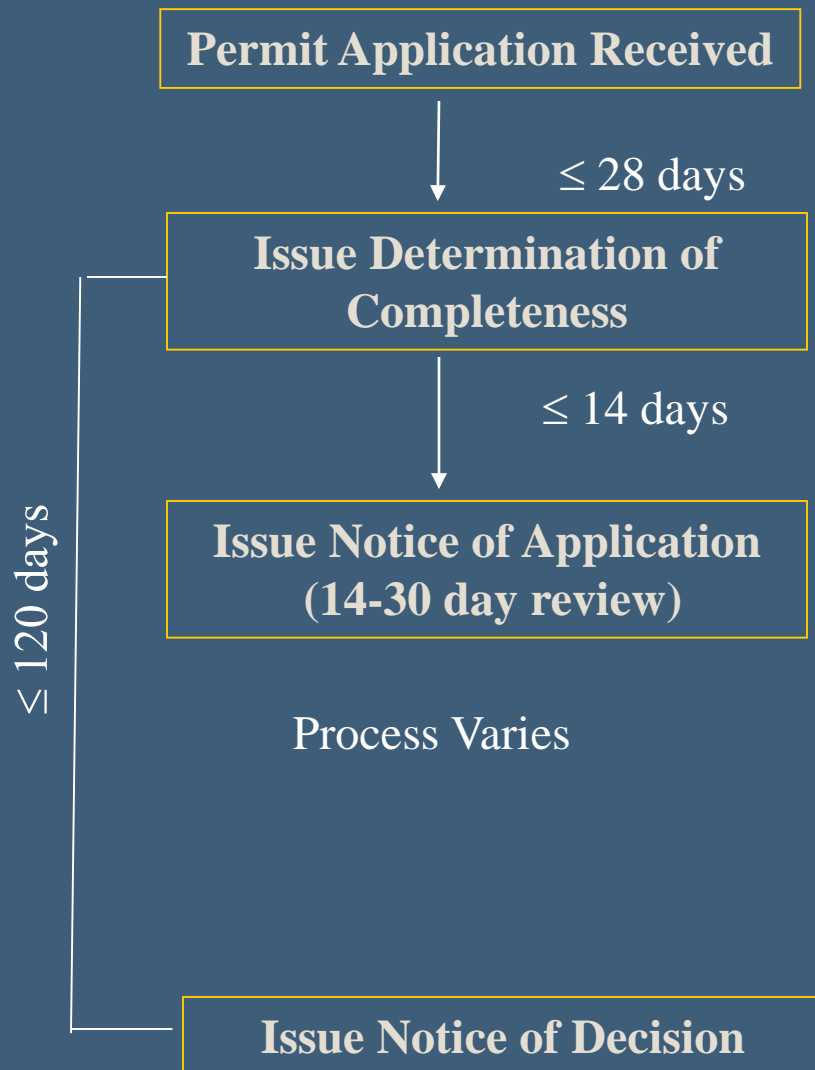 Permit Application Received
≤ 28 days
Issue Determination of
Completeness
≤ 14 days
Issue Notice of Application
(14-30 day review)
≤ 120 days
Process Varies
Issue Notice of Decision